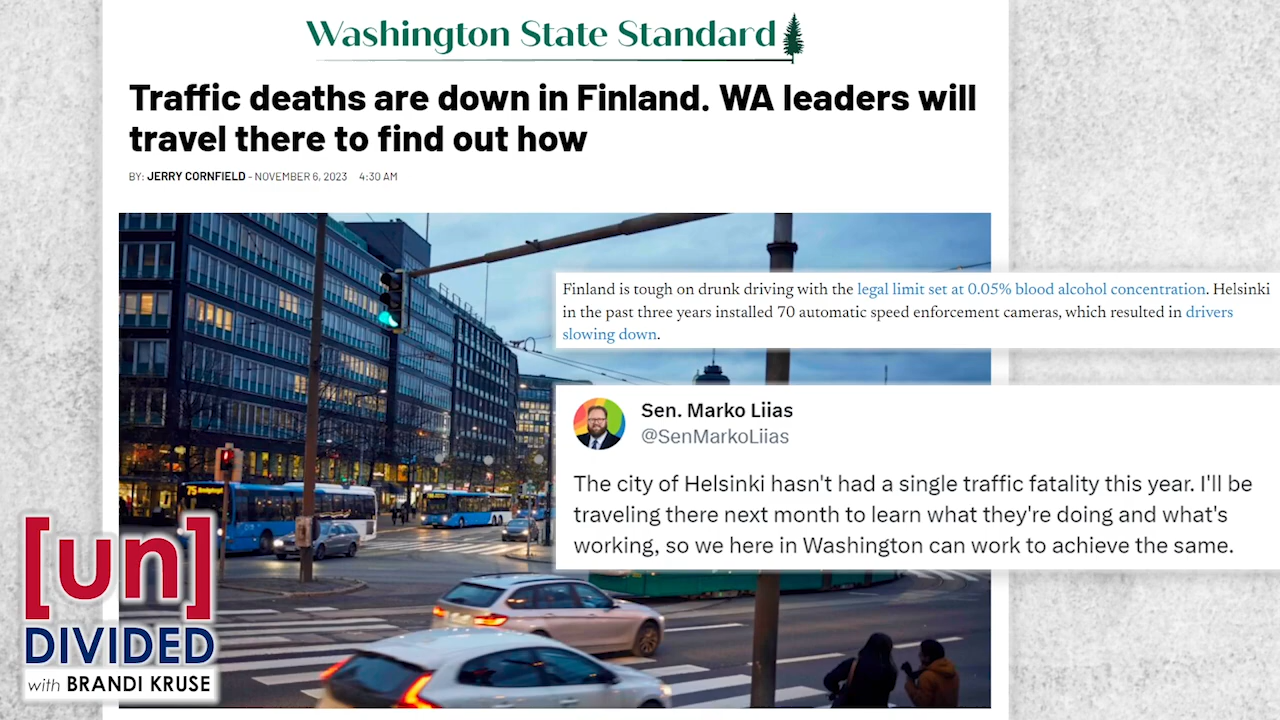 Washington State Standard
Traffic deaths are down in Finland. WA leaders will
travel there to find out how
BY: JERRY CORNFIELD - NOVEMBER 6, 2023 4:30 AM
Finland is tough on drunk driving with the legal limit set at 0.05% blood alcohol concentration. Helsinki
in the past three years installed 70 automatic speed enforcement cameras, which resulted in drivers
slowing down.
Sen. Marko Liias
@SenMarkoLiias
The city of Helsinki hasn't had a single traffic fatality this year. I'll be
traveling there next month to learn what they're doing and what's
working, so we here in Washington can work to achieve the same.
75
[un]
DIVIDED
with BRANDI KRUSE